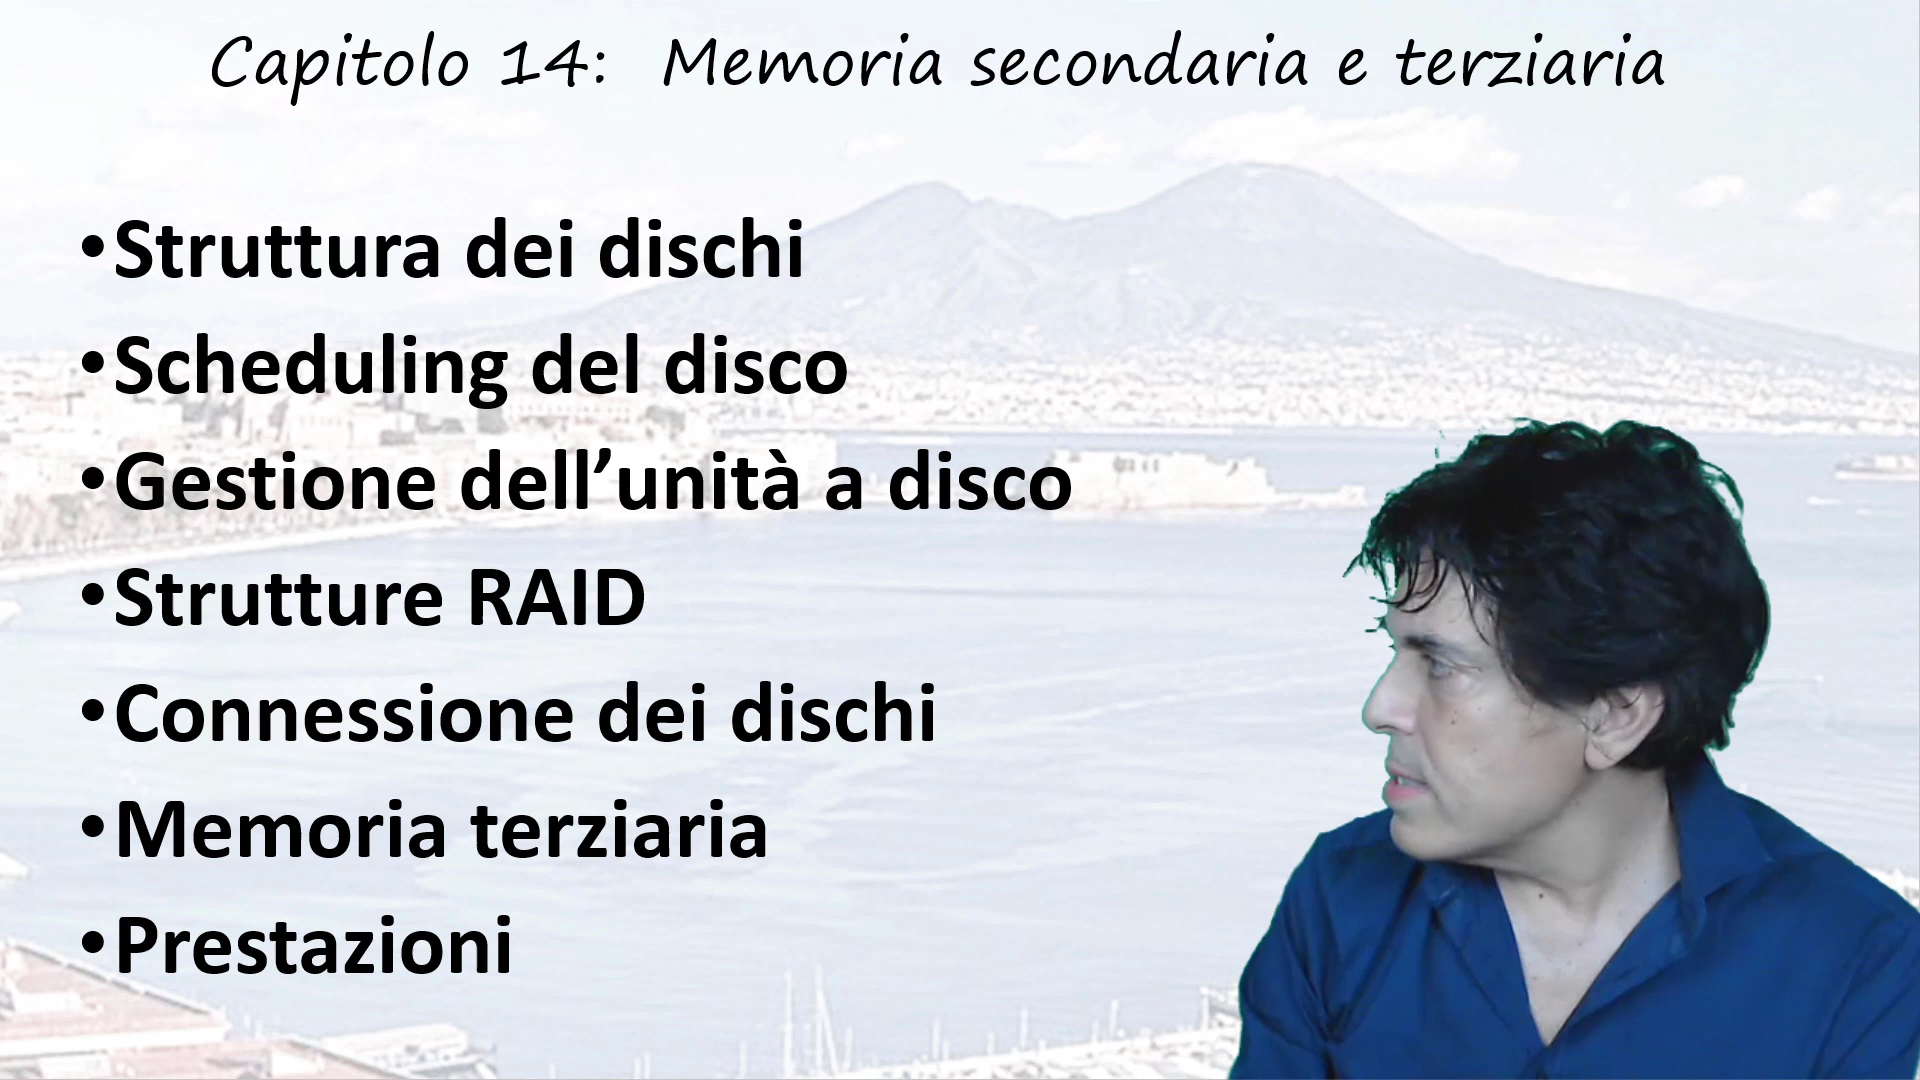 Capitolo 14: Memoria secondaria e terziaria
•Struttura dei dischi
•Scheduling del disco
•Gestione dell’unità a disco
•Strutture RAID
•Connessione dei dischi
•Memoria terziaria
•Prestazioni